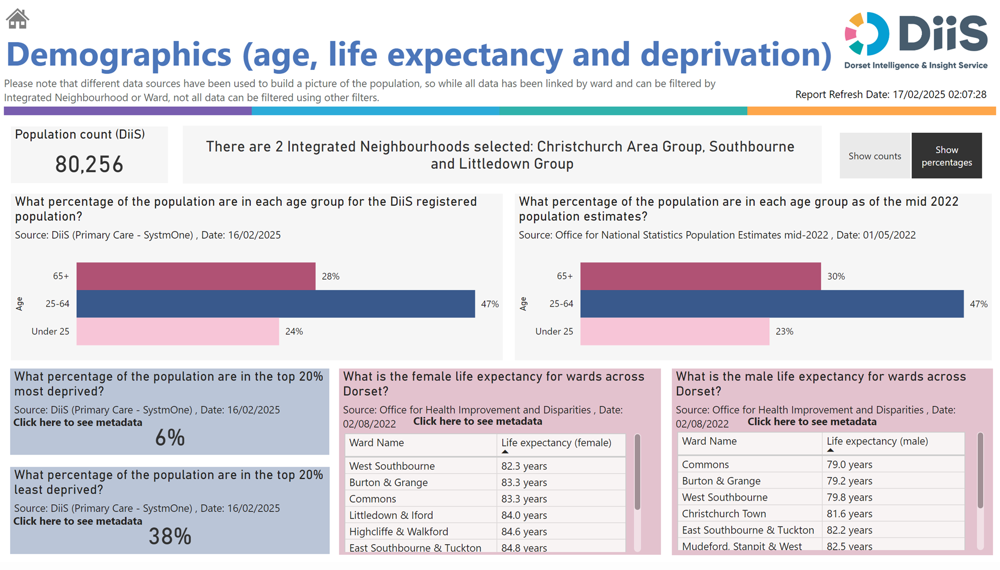 Demographics (age, life expectancy and deprivation)
DiiS
Dorset Intelligence & Insight Service
Please note that different data sources have been used to build a picture of the population, so while all data has been linked by ward and can be filtered by
Integrated Neighbourhood or Ward, not all data can be filtered using other filters.
Report Refresh Date: 17/02/2025 02:07:28
Population count (DiiS)
80,256
There are 2 Integrated Neighbourhoods selected: Christchurch Area Group, Southbourne
and Littledown Group
Show counts
Show
percentages
What percentage of the population are in each age group for the DiiS registered
population?
Source: DiiS (Primary Care - SystmOne) , Date: 16/02/2025
Age
65+
28%
25-64
47%
Under 25
24%
What percentage of the population are in each age group as of the mid 2022
population estimates?
Source: Office for National Statistics Population Estimates mid-2022 , Date: 01/05/2022
Age
65+
30%
25-64
47%
Under 25
23%
What percentage of the population are in the top 20%
most deprived?
Source: DiiS (Primary Care - SystmOne) , Date: 16/02/2025
Click here to see metadata
6%
What percentage of the population are in the top 20%
least deprived?
Source: DiiS (Primary Care - SystmOne) , Date: 16/02/2025
Click here to see metadata
38%
What is the female life expectancy for wards across
Dorset?
Source: Office for Health Improvement and Disparities , Date:
02/08/2022 Click here to see metadata
Ward Name Life expectancy (female)
West Southbourne 82.3 years
Burton & Grange 83.3 years
Commons 83.3 years
Littledown & Iford 84.0 years
Highcliffe & Walkford 84.6 years
East Southbourne & Tuckton 84.8 years
What is the male life expectancy for wards across
Dorset?
Source: Office for Health Improvement and Disparities , Date:
02/08/2022 Click here to see metadata
Ward Name Life expectancy (male)
Commons 79.0 years
Burton & Grange 79.2 years
West Southbourne 79.8 years
Christchurch Town 81.6 years
East Southbourne & Tuckton 82.2 years
Mudeford, Stanpit & West 82.5 years